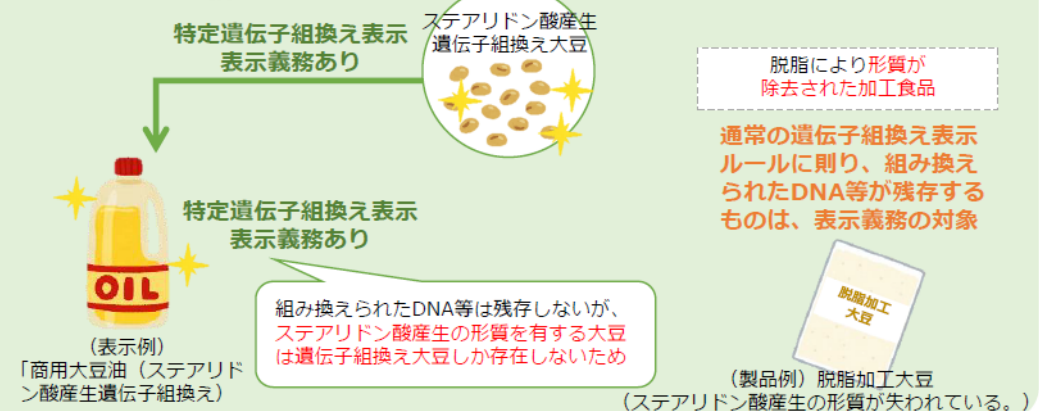 特定遺伝子組換え表示
表示義務あり
ステアリドン酸産生
遺伝子組換え大豆
特定遺伝子組換え表示
表示義務あり
OIL
組み換えられたDNA等は残存しないが、
ステアリドン酸産生の形質を有する大豆
は遺伝子組換え大豆しか存在しないため
(表示例)
「商用大豆油(ステアリド
ン酸産生遺伝子組換え)
脱脂により形質が
除去された加工食品
通常の遺伝子組換え表示
ルールに則り、組み換え
られたDNA等が残存する
ものは、表示義務の対象
脱脂加工
大豆
(製品例)脱脂加工大豆
(ステアリドン酸産生の形質が失われている。)